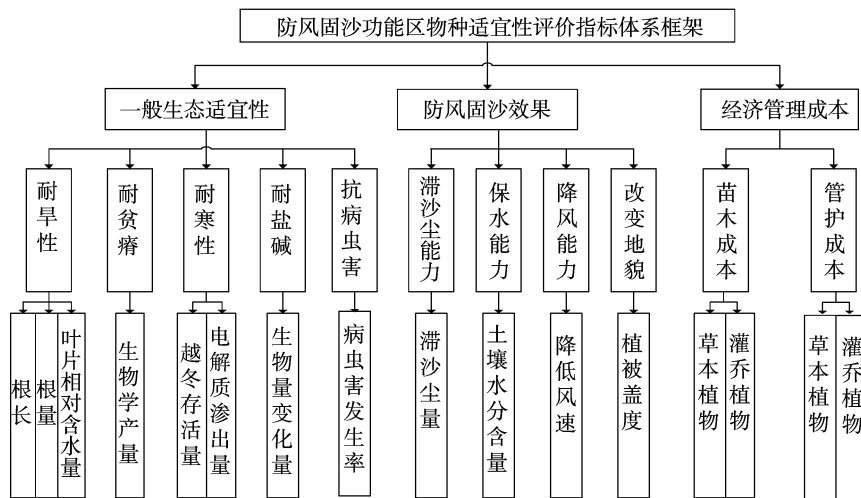 防风固沙功能区物种适宜性评价指标体系框架
一般生态适宜性
防风固沙效果
经济管理成本
耐旱性
耐贫瘠
耐寒性
耐盐碱
抗病虫害
滞沙尘能力
保水能力
降风能力
改变地貌
苗木成本
管护成本
根长
根量
叶片相对含水量
生物学产量
越冬存活量
电解质渗出量
生物量变化量
病虫害发生率
滞沙尘量
土壤水分含量
降低风速
植被盖度
草本植物
灌乔植物
草本植物
灌乔植物